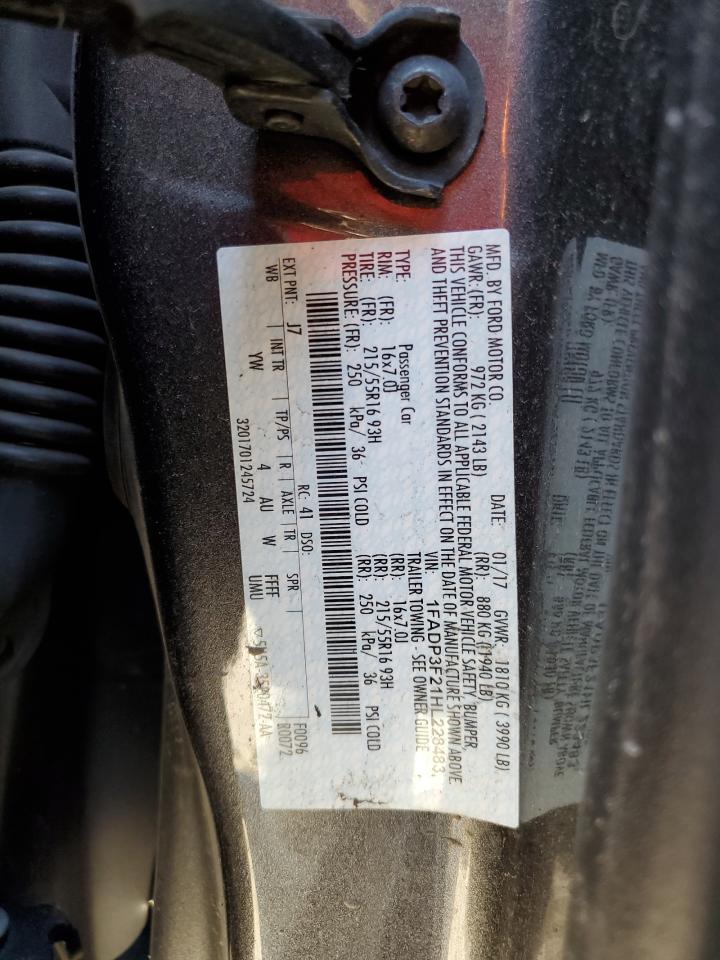 MFD. BY FORD MOTOR CO. DATE: 01/17 GVWR: 1810 KG ( 3990 LB)
GAWR: (FR): 972 KG ( 2143 LB) (RR): 880 KG ( 1940 LB)
THIS VEHICLE CONFORMS TO ALL APPLICABLE FEDERAL MOTOR VEHICLE SAFETY, BUMPER,
AND THEFT PREVENTION STANDARDS IN EFFECT ON THE DATE OF MANUFACTURE SHOWN ABOVE.
VIN: 1FADP3F21HL228483
TYPE: Passenger Car TRAILER TOWING - SEE OWNER GUIDE
RIM: (FR): 16x7.0J (RR): 16x7.0J
TIRE: (FR): 215/55R16 93H (RR): 215/55R16 93H
PRESSURE: (FR): 250 kPa/ 36 PSI COLD (RR): 250 kPa/ 36 PSI COLD
EXT PNT: J7 RC: 41 DSO: F0096
WB INT TR TP/PS R AXLE TR SPR B0072
YW 4 AU W FFFF UMU
3201701245724